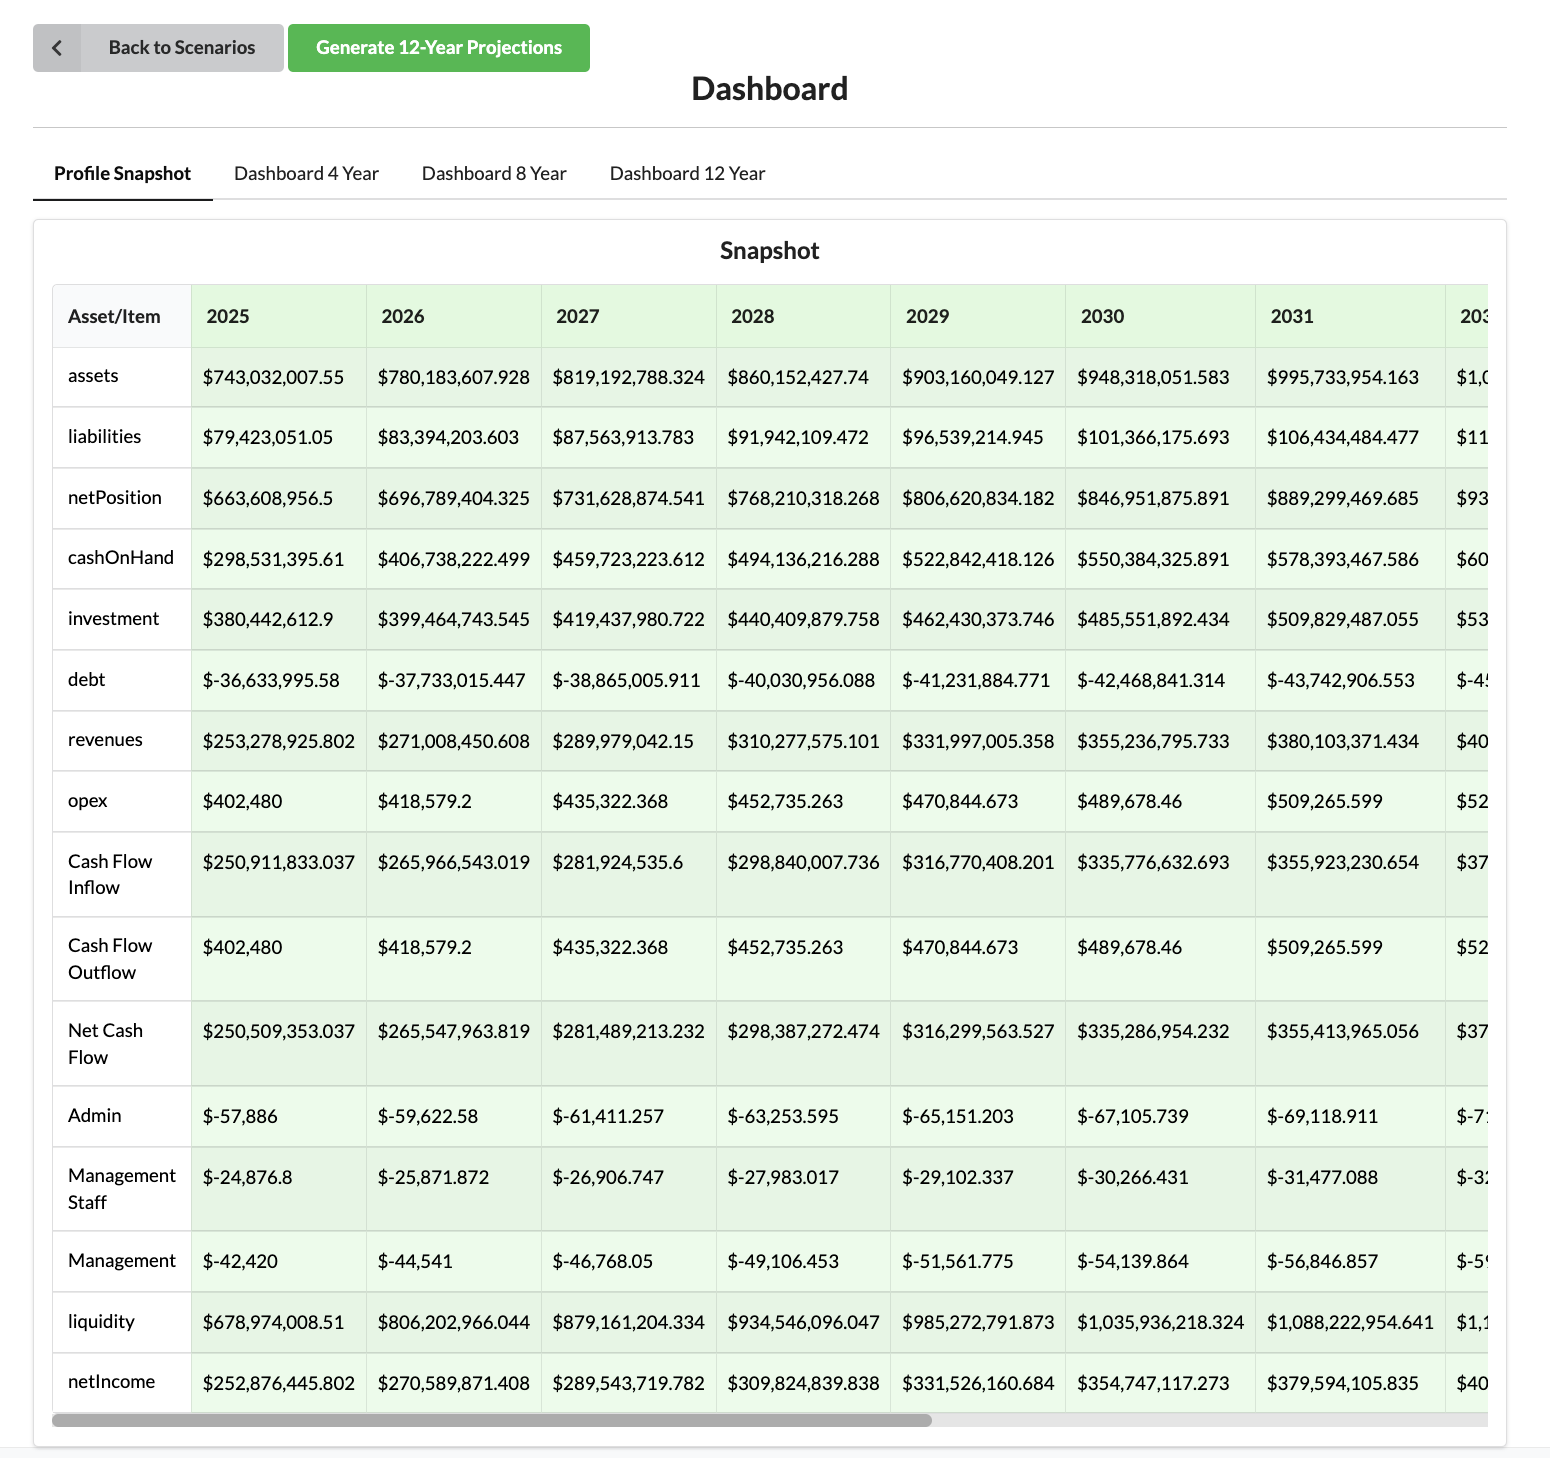 Back to Scenarios Generate 12-Year Projections
Dashboard
Profile Snapshot Dashboard 4 Year Dashboard 8 Year Dashboard 12 Year
Snapshot
Asset/Item 2025 2026 2027 2028 2029 2030 2031 203
assets $743,032,007.55 $780,183,607.928 $819,192,788.324 $860,152,427.74 $903,160,049.127 $948,318,051.583 $995,733,954.163 $1,0
liabilities $79,423,051.05 $83,394,203.603 $87,563,913.783 $91,942,109.472 $96,539,214.945 $101,366,175.693 $106,434,484.477 $11
netPosition $663,608,956.5 $696,789,404.325 $731,628,874.541 $768,210,318.268 $806,620,834.182 $846,951,875.891 $889,299,469.685 $93
cashOnHand $298,531,395.61 $406,738,222.499 $459,723,223.612 $494,136,216.288 $522,842,418.126 $550,384,325.891 $578,393,467.586 $60
investment $380,442,612.9 $399,464,743.545 $419,437,980.722 $440,409,879.758 $462,430,373.746 $485,551,892.434 $509,829,487.055 $53
debt $-36,633,995.58 $-37,733,015.447 $-38,865,005.911 $-40,030,956.088 $-41,231,884.771 $-42,468,841.314 $-43,742,906.553 $-45
revenues $253,278,925.802 $271,008,450.608 $289,979,042.15 $310,277,575.101 $331,997,005.358 $355,236,795.733 $380,103,371.434 $40
opex $402,480 $418,579.2 $435,322.368 $452,735.263 $470,844.673 $489,678.46 $509,265.599 $52
Cash Flow Inflow $250,911,833.037 $265,966,543.019 $281,924,535.6 $298,840,007.736 $316,770,408.201 $335,776,632.693 $355,923,230.654 $37
Cash Flow Outflow $402,480 $418,579.2 $435,322.368 $452,735.263 $470,844.673 $489,678.46 $509,265.599 $52
Net Cash Flow $250,509,353.037 $265,547,963.819 $281,489,213.232 $298,387,272.474 $316,299,563.527 $335,286,954.232 $355,413,965.056 $37
Admin $-57,886 $-59,622.58 $-61,411.257 $-63,253.595 $-65,151.203 $-67,105.739 $-69,118.911 $-71
Management Staff $-24,876.8 $-25,871.872 $-26,906.747 $-27,983.017 $-29,102.337 $-30,266.431 $-31,477.088 $-32
Management $-42,420 $-44,541 $-46,768.05 $-49,106.453 $-51,561.775 $-54,139.864 $-56,846.857 $-59
liquidity $678,974,008.51 $806,202,966.044 $879,161,204.334 $934,546,096.047 $985,272,791.873 $1,035,936,218.324 $1,088,222,954.641 $1,1
netIncome $252,876,445.802 $270,589,871.408 $289,543,719.782 $309,824,839.838 $331,526,160.684 $354,747,117.273 $379,594,105.835 $40